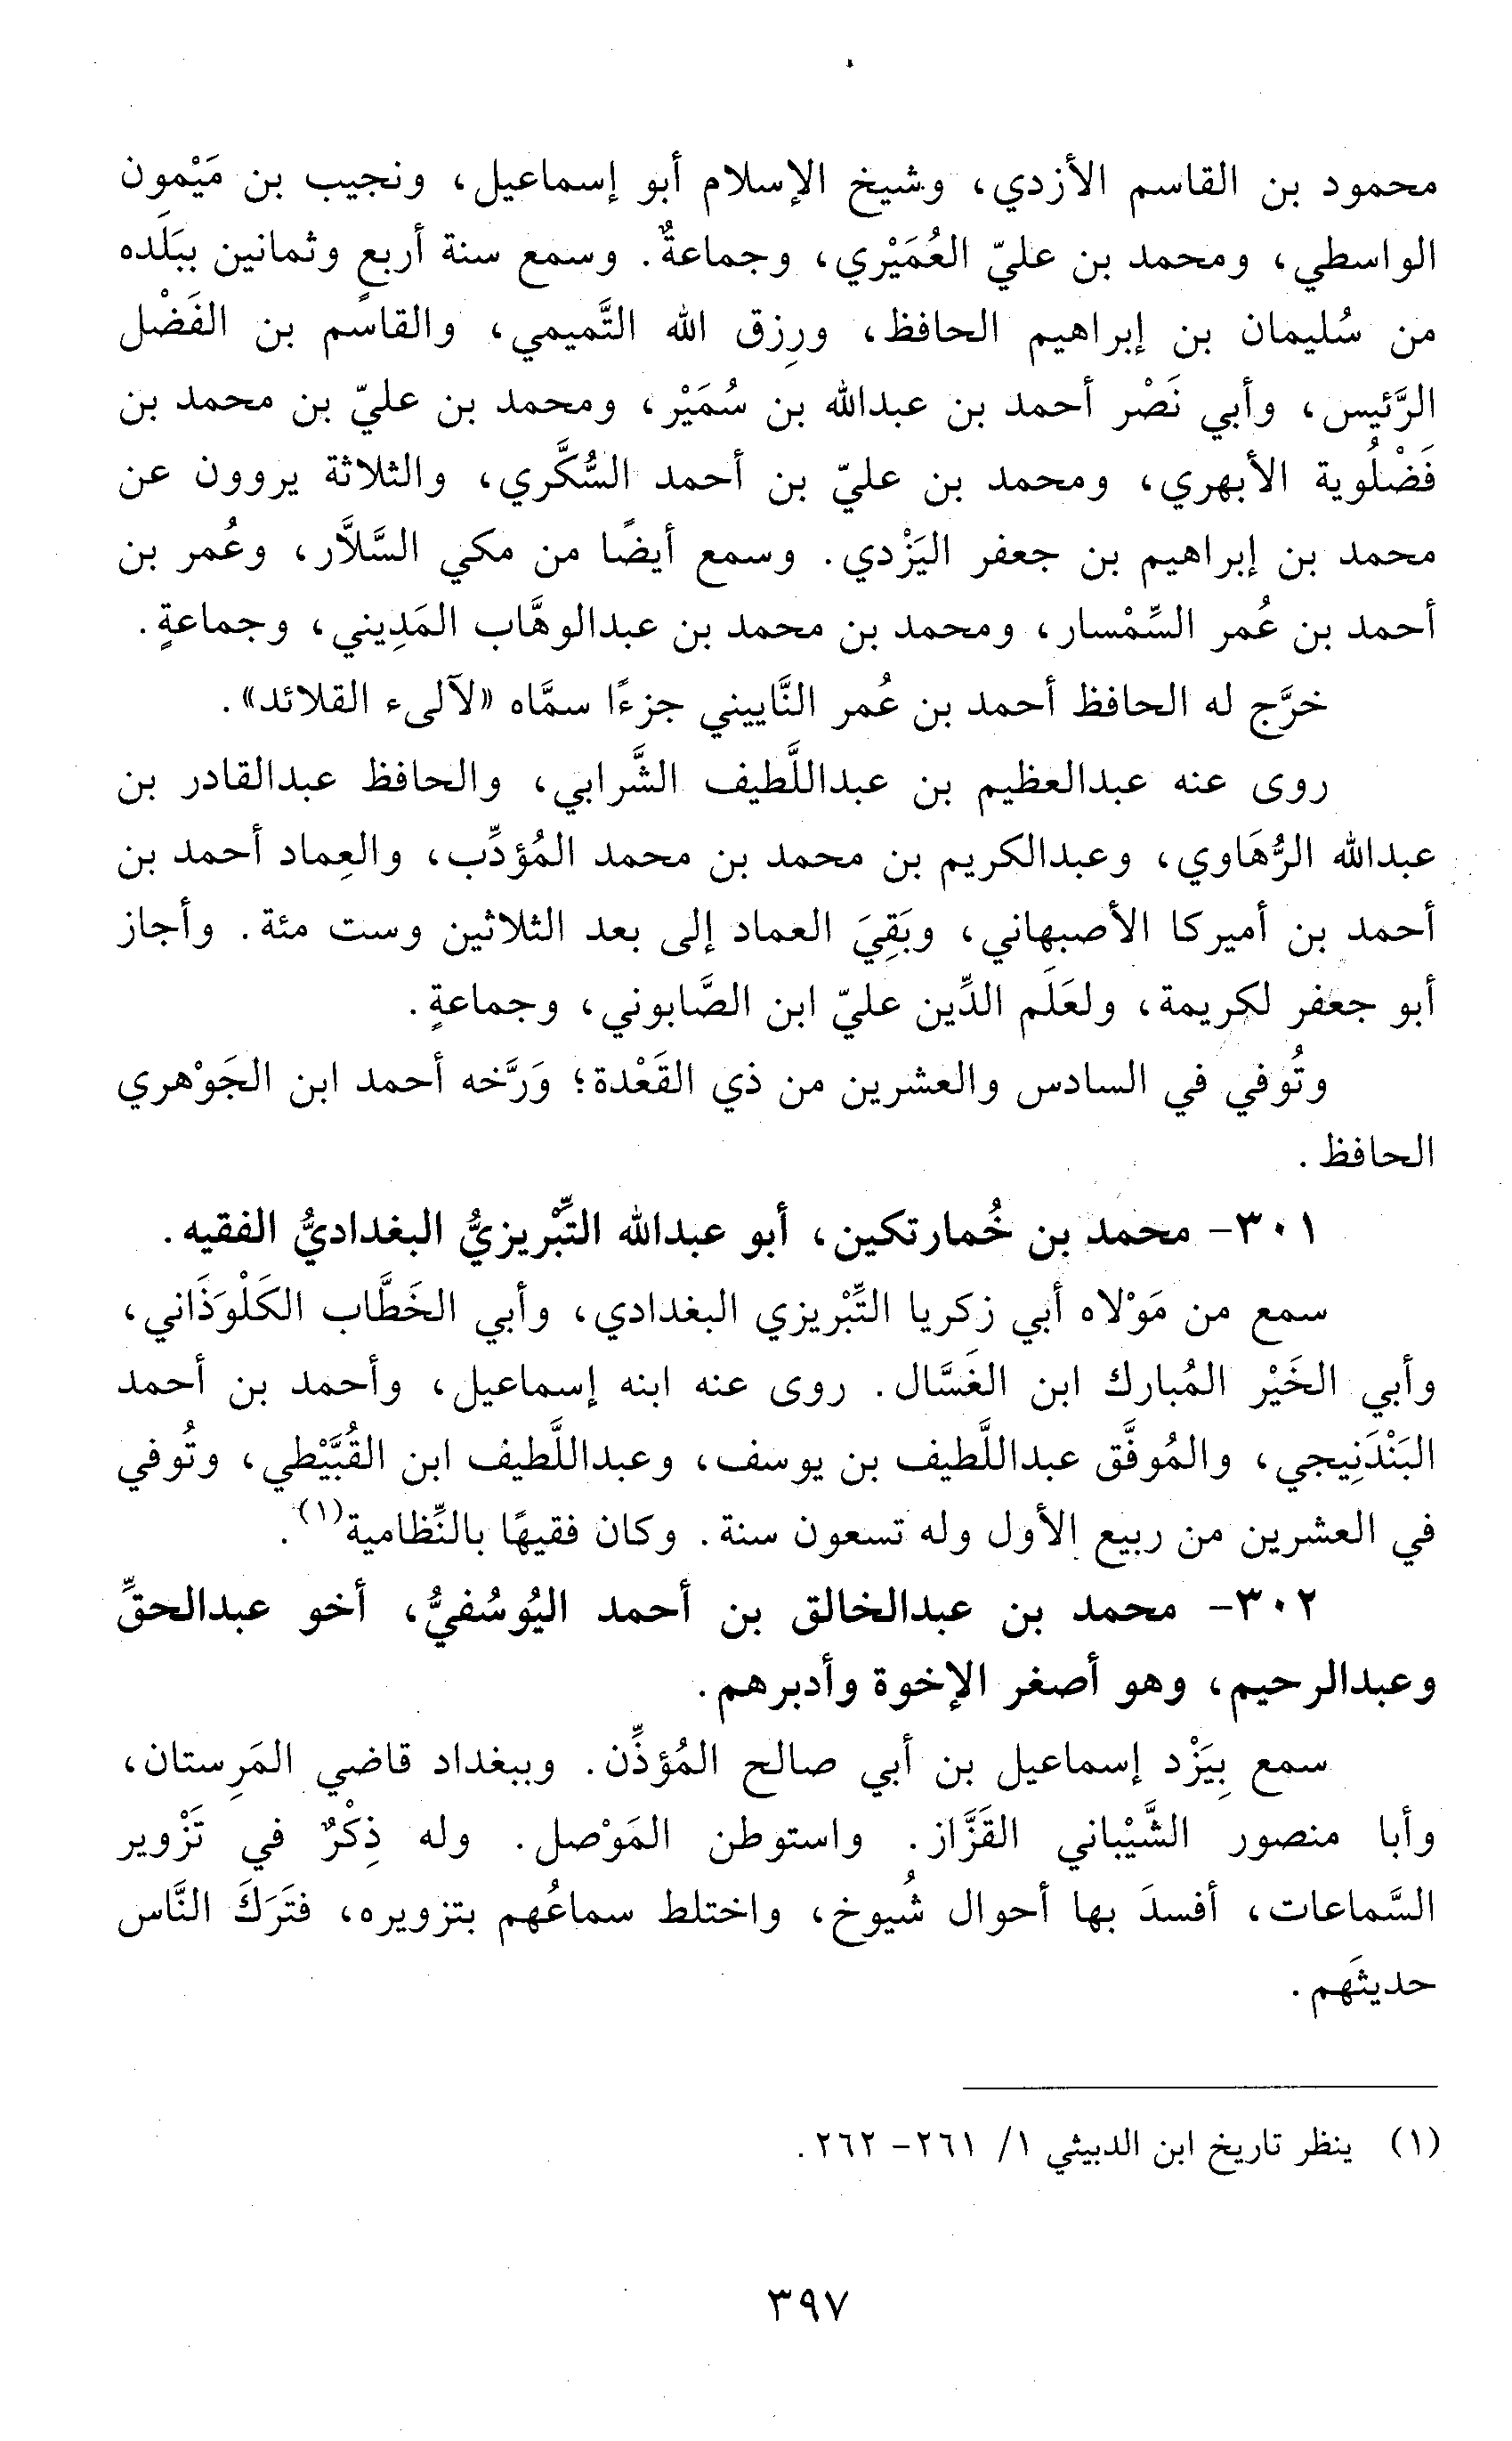 محمود بن القاسم الأزدي، وشيخ الإسلام أبو إسماعيل، ونجيب بن مَيْمون
الواسطي، ومحمد بن عليّ العُمَيْري، وجماعةٌ. وسمع سنة أربعٍ وثمانين ببَلَده
من سُليمان بن إبراهيم الحافظ، ورِزق الله التَّميمي، والقاسم بن الفَضْل
الرَّئيس، وأبي نَصْر أحمد بن عبدالله بن سُمَيْر، ومحمد بن عليّ بن محمد بن
فَضْلُوية الأبهري، ومحمد بن عليّ بن أحمد السُّكَّري، والثلاثة يروون عن
محمد بن إبراهيم بن جعفر اليَزْدي. وسمع أيضًا من مكي السَّلاَّر، وعُمر بن
أحمد بن عُمر السِّمْسار، ومحمد بن محمد بن عبدالوهَّاب المَدِيني، وجماعةٍ.
خرَّج له الحافظ أحمد بن عُمر النَّاييني جزءًا سمَّاه «لآلىء القلائد».
روى عنه عبدالعظيم بن عبداللَّطيف الشَّرابي، والحافظ عبدالقادر بن
عبدالله الرُّهَاوي، وعبدالكريم بن محمد بن محمد المُؤدِّب، والعِماد أحمد بن
أحمد بن أميركا الأصبهاني، وبَقِيَ العماد إلى بعد الثلاثين وست مئة. وأجاز
أبو جعفر لكريمة، ولعَلَم الدِّين عليّ ابن الصَّابوني، وجماعةٍ.
وتُوفي في السادس والعشرين من ذي القَعْدة؛ وَرَّخه أحمد ابن الجَوْهري
الحافظ.
٣٠١- محمد بن خُمارتكين، أبو عبدالله التِّبْريزيُّ البغداديُّ الفقيه.
سمع من مَوْلاه أبي زكريا التِّبْريزي البغدادي، وأبي الخَطَّاب الكَلْوَذَاني،
وأبي الخَيْر المُبارك ابن الغَسَّال. روى عنه ابنه إسماعيل، وأحمد بن أحمد
البَنْدَنِيجي، والمُوفَّق عبداللَّطيف بن يوسف، وعبداللَّطيف ابن القُبَّيْطي، وتُوفي
في العشرين من ربيع الأول وله تسعون سنة. وكان فقيهًا بالنِّظامية(١).
٣٠٢- محمد بن عبدالخالق بن أحمد اليُوسُفيُّ، أخو عبدالحقِّ
وعبدالرحيم، وهو أصغر الإخوة وأدبرهم.
سمع بِيَزْد إسماعيل بن أبي صالح المُؤذِّن. وببغداد قاضي المَرِستان،
وأبا منصور الشَّيْباني القَزَّاز. واستوطن المَوْصل. وله ذِكْرٌ في تَزْوير
السَّماعات، أفسدَ بها أحوال شُيوخ، واختلط سماعُهم بتزويره، فتَرَكَ النَّاس
حديثَهم.
(١) ينظر تاريخ ابن الدبيثي ١/ ٢٦١- ٢٦٢.
٣٩٧